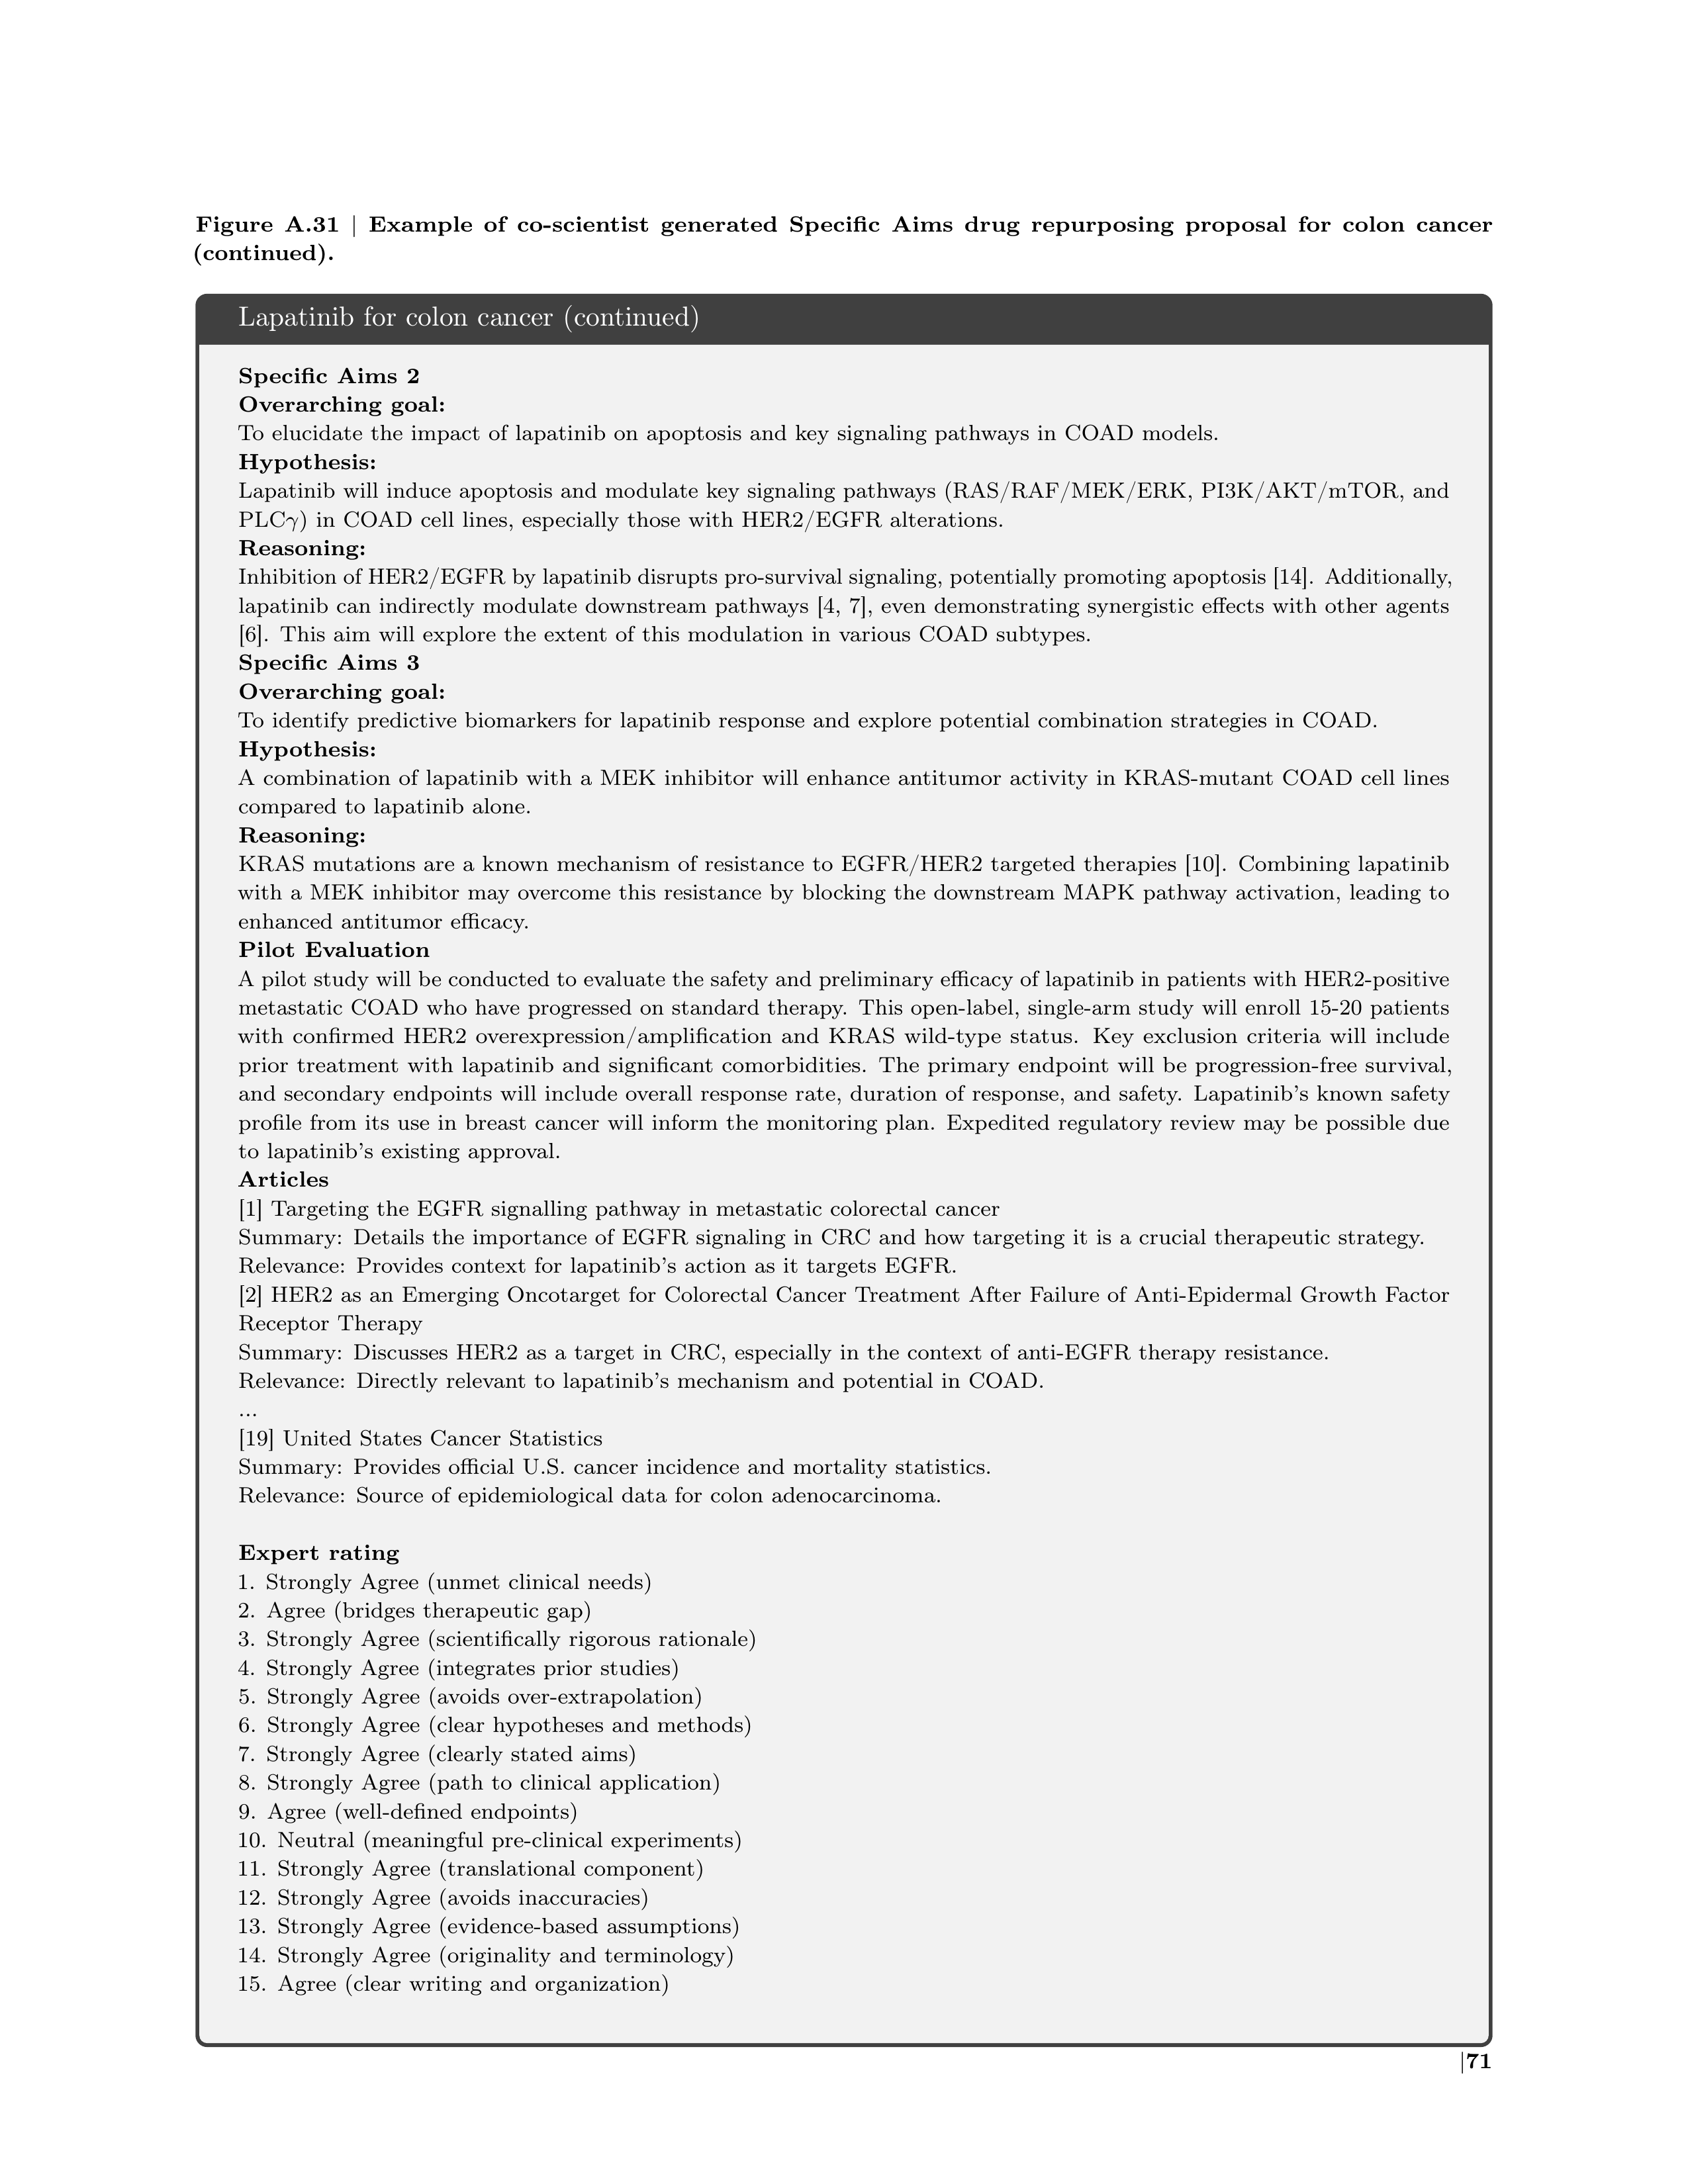 Figure A.31 | Example of co-scientist generated Specific Aims drug repurposing proposal for colon cancer
(continued).
Lapatinib for colon cancer (continued)
Specific Aims 2
Overarching goal:
To elucidate the impact of lapatinib on apoptosis and key signaling pathways in COAD models.
Hypothesis:
Lapatinib will induce apoptosis and modulate key signaling pathways (RAS/RAF/MEK/ERK, PI3K/AKT/mTOR, and
PLCγ) in COAD cell lines, especially those with HER2/EGFR alterations.
Reasoning:
Inhibition of HER2/EGFR by lapatinib disrupts pro-survival signaling, potentially promoting apoptosis [14]. Additionally,
lapatinib can indirectly modulate downstream pathways [4, 7], even demonstrating synergistic effects with other agents
[6]. This aim will explore the extent of this modulation in various COAD subtypes.
Specific Aims 3
Overarching goal:
To identify predictive biomarkers for lapatinib response and explore potential combination strategies in COAD.
Hypothesis:
A combination of lapatinib with a MEK inhibitor will enhance antitumor activity in KRAS-mutant COAD cell lines
compared to lapatinib alone.
Reasoning:
KRAS mutations are a known mechanism of resistance to EGFR/HER2 targeted therapies [10]. Combining lapatinib
with a MEK inhibitor may overcome this resistance by blocking the downstream MAPK pathway activation, leading to
enhanced antitumor efficacy.
Pilot Evaluation
A pilot study will be conducted to evaluate the safety and preliminary efficacy of lapatinib in patients with HER2-positive
metastatic COAD who have progressed on standard therapy. This open-label, single-arm study will enroll 15-20 patients
with confirmed HER2 overexpression/amplification and KRAS wild-type status. Key exclusion criteria will include
prior treatment with lapatinib and significant comorbidities. The primary endpoint will be progression-free survival,
and secondary endpoints will include overall response rate, duration of response, and safety. Lapatinib's known safety
profile from its use in breast cancer will inform the monitoring plan. Expedited regulatory review may be possible due
to lapatinib's existing approval.
Articles
[1] Targeting the EGFR signalling pathway in metastatic colorectal cancer
Summary: Details the importance of EGFR signaling in CRC and how targeting it is a crucial therapeutic strategy.
Relevance: Provides context for lapatinib's action as it targets EGFR.
[2] HER2 as an Emerging Oncotarget for Colorectal Cancer Treatment After Failure of Anti-Epidermal Growth Factor
Receptor Therapy
Summary: Discusses HER2 as a target in CRC, especially in the context of anti-EGFR therapy resistance.
Relevance: Directly relevant to lapatinib's mechanism and potential in COAD.
...
[19] United States Cancer Statistics
Summary: Provides official U.S. cancer incidence and mortality statistics.
Relevance: Source of epidemiological data for colon adenocarcinoma.
Expert rating
1. Strongly Agree (unmet clinical needs)
2. Agree (bridges therapeutic gap)
3. Strongly Agree (scientifically rigorous rationale)
4. Strongly Agree (integrates prior studies)
5. Strongly Agree (avoids over-extrapolation)
6. Strongly Agree (clear hypotheses and methods)
7. Strongly Agree (clearly stated aims)
8. Strongly Agree (path to clinical application)
9. Agree (well-defined endpoints)
10. Neutral (meaningful pre-clinical experiments)
11. Strongly Agree (translational component)
12. Strongly Agree (avoids inaccuracies)
13. Strongly Agree (evidence-based assumptions)
14. Strongly Agree (originality and terminology)
15. Agree (clear writing and organization)
|71